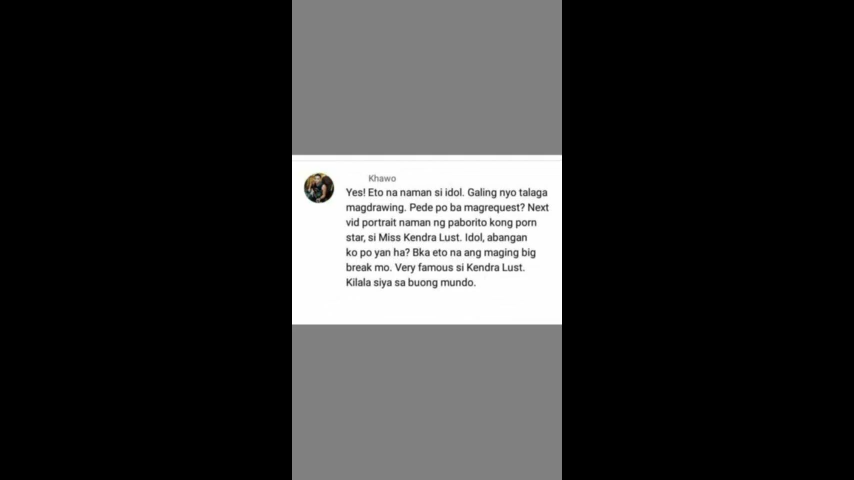 Khawo
Yes! Eto na naman si idol. Galing nyo talaga
magdrawing. Pede po ba magrequest? Next
vid portrait naman ng paborito kong porn
star, si Miss Kendra Lust. Idol, abangan
ko po yan ha? Bka eto na ang maging big
break mo. Very famous si Kendra Lust.
Kilala siya sa buong mundo.